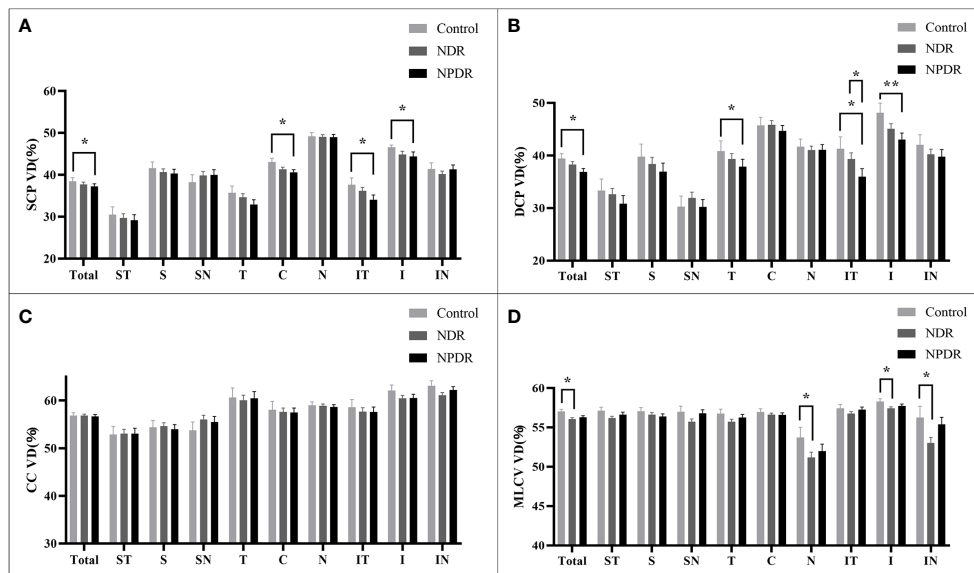 A
Control
NDR
NPDR
SCP VD(%)
60
50
40
30
20
* * * *
Total ST S SN T C N IT I IN
B
Control
NDR
NPDR
DCP VD(%)
50
40
30
20
* * * * **
Total ST S SN T C N IT I IN
C
Control
NDR
NPDR
CC VD(%)
60
50
40
30
Total ST S SN T C N IT I IN
D
Control
NDR
NPDR
MLCV VD(%)
60
55
50
45
40
* * * *
Total ST S SN T C N IT I IN